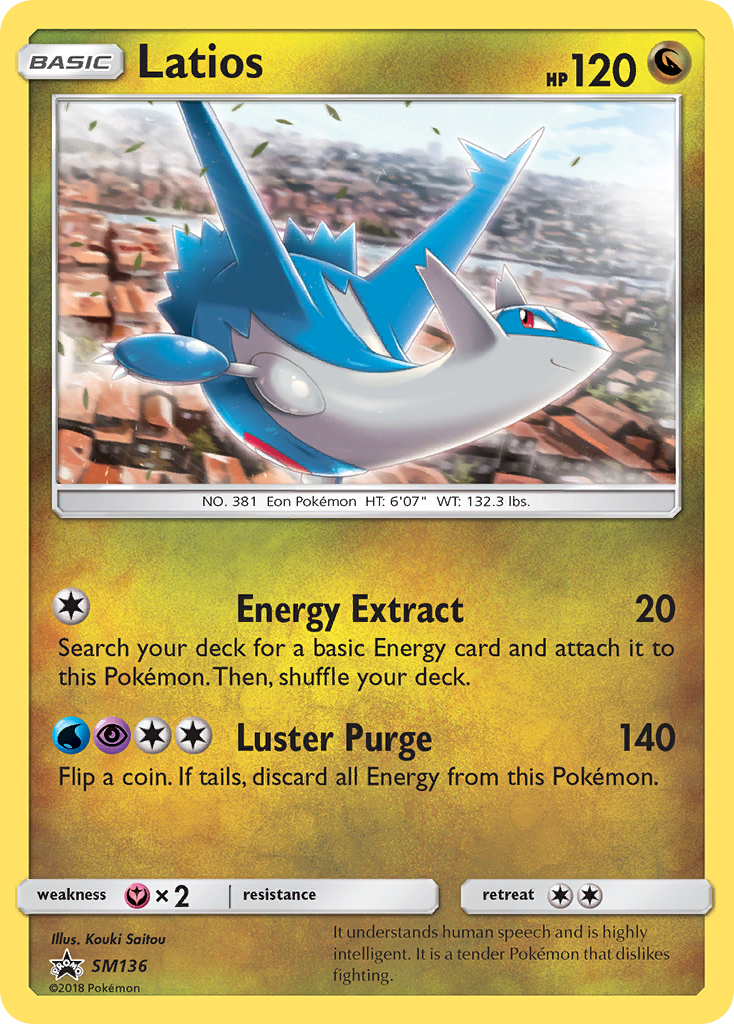 BASIC Latios HP 120
NO. 381 Eon Pokémon HT: 6'07" WT: 132.3 lbs.
Energy Extract 20
Search your deck for a basic Energy card and attach it to
this Pokémon. Then, shuffle your deck.
Luster Purge 140
Flip a coin. If tails, discard all Energy from this Pokémon.
weakness ×2 resistance retreat
Illus. Kouki Saitou
PROMO SM136
©2018 Pokémon
It understands human speech and is highly
intelligent. It is a tender Pokémon that dislikes
fighting.